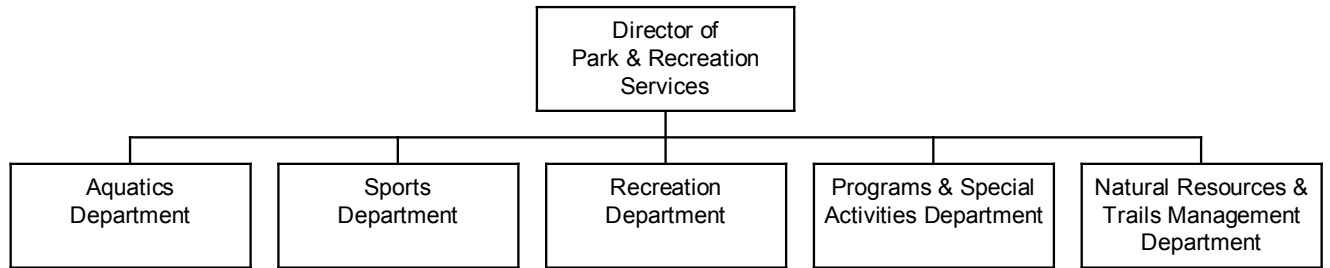 Director of
Park & Recreation
Services
Aquatics
Department
Sports
Department
Recreation
Department
Programs & Special
Activities Department
Natural Resources &
Trails Management
Department